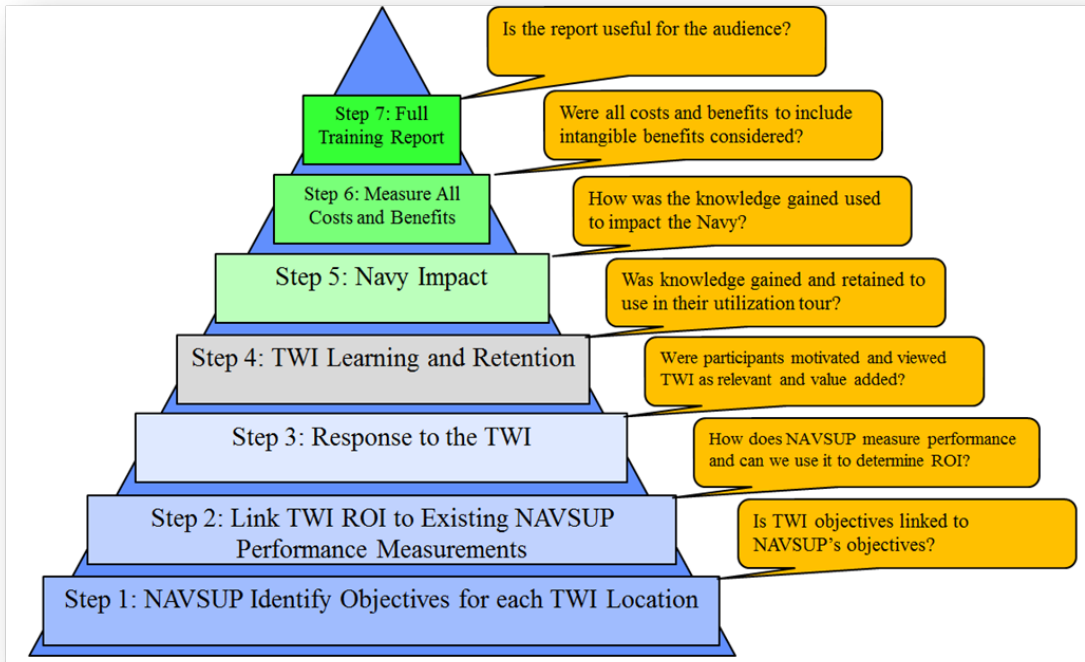 Is the report useful for the audience?
Step 7: Full
Training Report
Were all costs and benefits to include
intangible benefits considered?
Step 6: Measure All
Costs and Benefits
How was the knowledge gained used
to impact the Navy?
Step 5: Navy Impact
Was knowledge gained and retained to
use in their utilization tour?
Step 4: TWI Learning and Retention
Were participants motivated and viewed
TWI as relevant and value added?
Step 3: Response to the TWI
How does NAVSUP measure performance
and can we use it to determine ROI?
Step 2: Link TWI ROI to Existing NAVSUP
Performance Measurements
Is TWI objectives linked to
NAVSUP’s objectives?
Step 1: NAVSUP Identify Objectives for each TWI Location